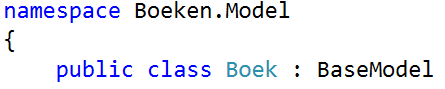 namespace Boeken.Model
{
    public class Boek : BaseModel